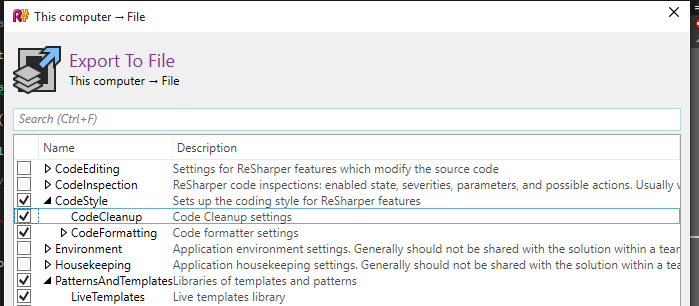 R# This computer → File
Export To File
This computer → File
Search (Ctrl+F)
Name Description
CodeEditing Settings for ReSharper features which modify the source code
CodeInspection ReSharper code inspections: enabled state, severities, parameters, and possible actions. Usually
CodeStyle Sets up the coding style for ReSharper features
CodeCleanup Code Cleanup settings
CodeFormatting Code formatter settings
Environment Application environment settings. Generally should not be shared with the solution within a
Housekeeping Application housekeeping settings. Generally should not be shared with the solution within a
PatternsAndTemplates Libraries of templates and patterns
LiveTemplates Live templates library